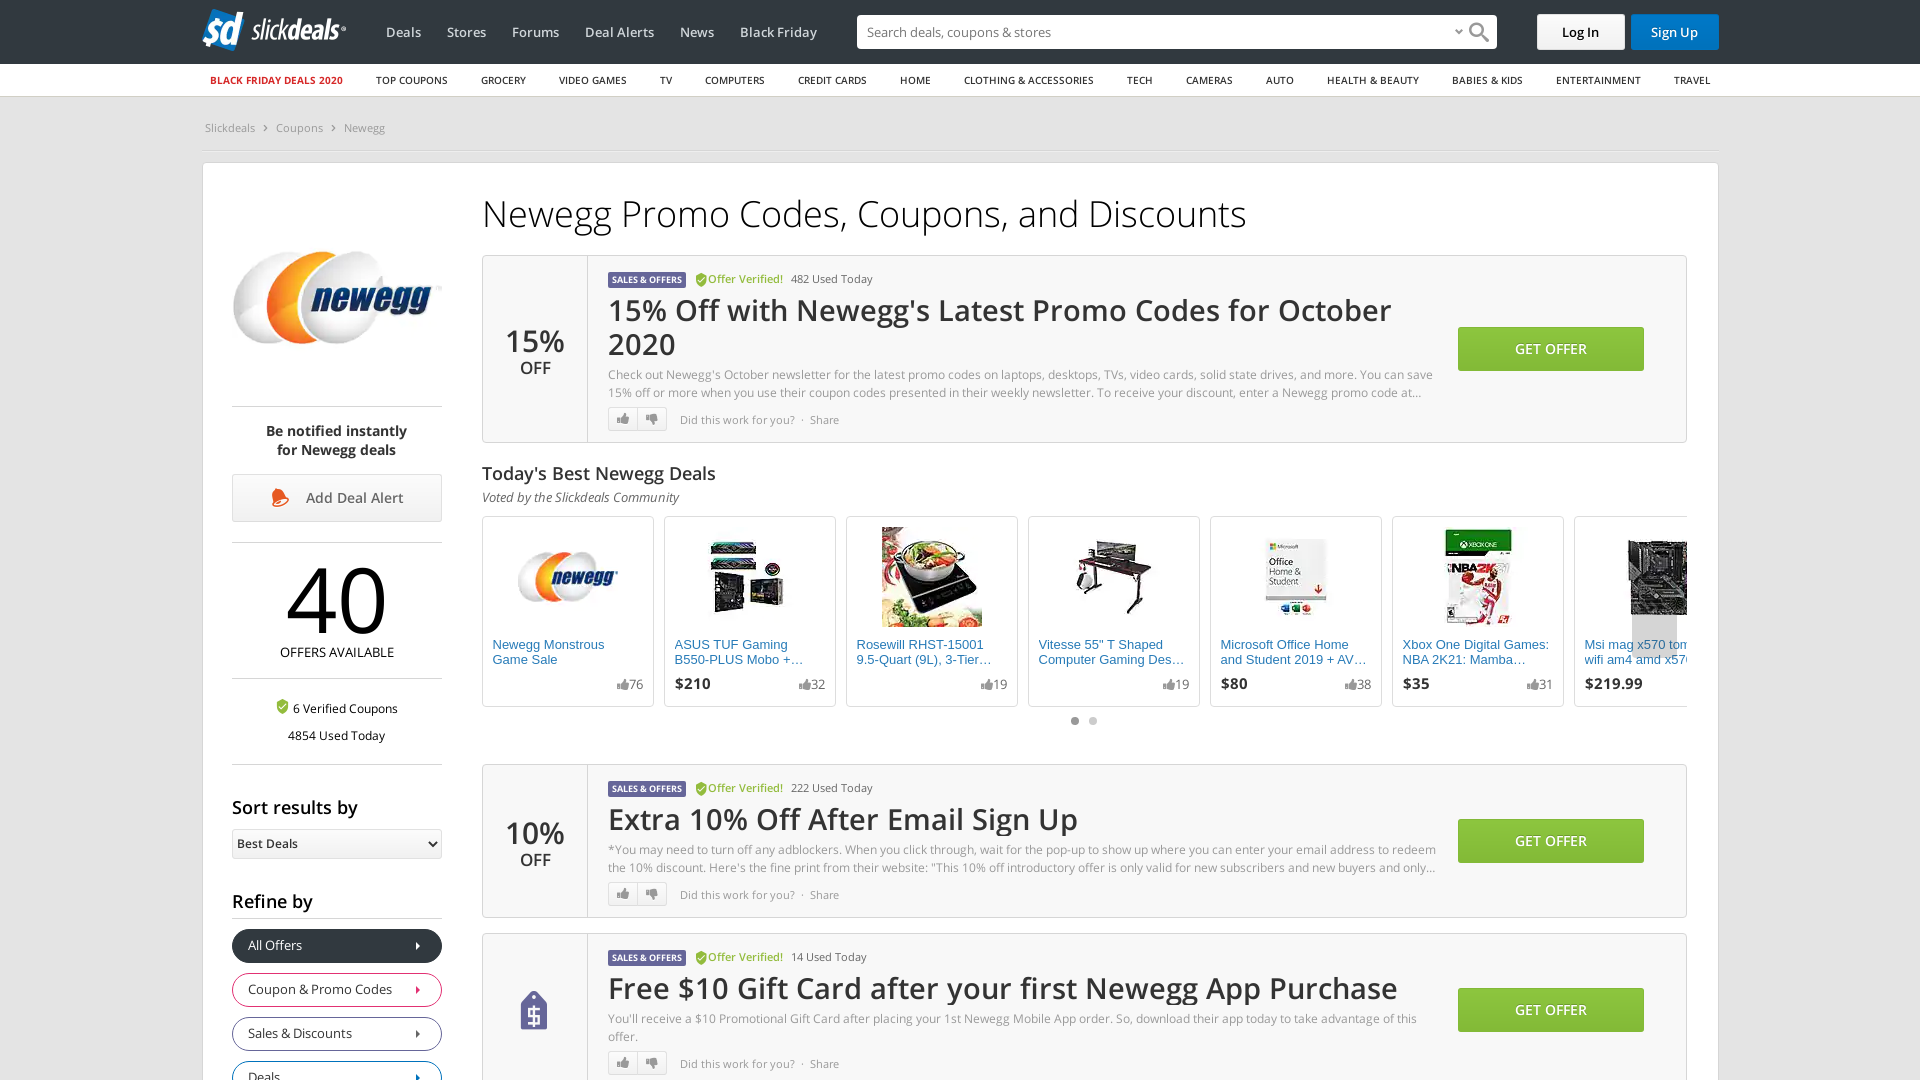 sd slickdeals
Deals
Stores
Forums
Deal Alerts
News
Black Friday
Search deals, coupons & stores
Log In
Sign Up
BLACK FRIDAY DEALS 2020
TOP COUPONS
GROCERY
VIDEO GAMES
TV
COMPUTERS
CREDIT CARDS
HOME
CLOTHING & ACCESSORIES
TECH
CAMERAS
AUTO
HEALTH & BEAUTY
BABIES & KIDS
ENTERTAINMENT
TRAVEL
Slickdeals
Coupons
Newegg
newegg
Be notified instantly
for Newegg deals
Add Deal Alert
40
OFFERS AVAILABLE
6 Verified Coupons
4854 Used Today
Sort results by
Best Deals
Refine by
All Offers
Coupon & Promo Codes
Sales & Discounts
Deals
Newegg Promo Codes, Coupons, and Discounts
15%
OFF
SALES & OFFERS
Offer Verified!
482 Used Today
15% Off with Newegg's Latest Promo Codes for October
2020
Check out Newegg's October newsletter for the latest promo codes on laptops, desktops, TVs, video cards, solid state drives, and more. You can save
15% off or more when you use their coupon codes presented in their weekly newsletter. To receive your discount, enter a Newegg promo code at...
Did this work for you? · Share
GET OFFER
Today's Best Newegg Deals
Voted by the Slickdeals Community
newegg
Newegg Monstrous
Game Sale
76
ASUS TUF Gaming
B550-PLUS Mobo +...
$210
32
Rosewill RHST-15001
9.5-Quart (9L), 3-Tier...
19
Vitesse 55" T Shaped
Computer Gaming Des...
19
Microsoft
Office
Home &
Student
Microsoft Office Home
and Student 2019 + AV...
$80
38
XBOX ONE
NBA2K
Xbox One Digital Games:
NBA 2K21: Mamba...
$35
31
Msi mag x570 tom
wifi am4 amd x570
$219.99
10%
OFF
SALES & OFFERS
Offer Verified!
222 Used Today
Extra 10% Off After Email Sign Up
*You may need to turn off any adblockers. When you click through, wait for the pop-up to show up where you can enter your email address to redeem
the 10% discount. Here's the fine print from their website: "This 10% off introductory offer is only valid for new subscribers and new buyers and only...
Did this work for you? · Share
GET OFFER
SALES & OFFERS
Offer Verified!
14 Used Today
Free $10 Gift Card after your first Newegg App Purchase
You'll receive a $10 Promotional Gift Card after placing your 1st Newegg Mobile App order. So, download their app today to take advantage of this
offer.
Did this work for you? · Share
GET OFFER